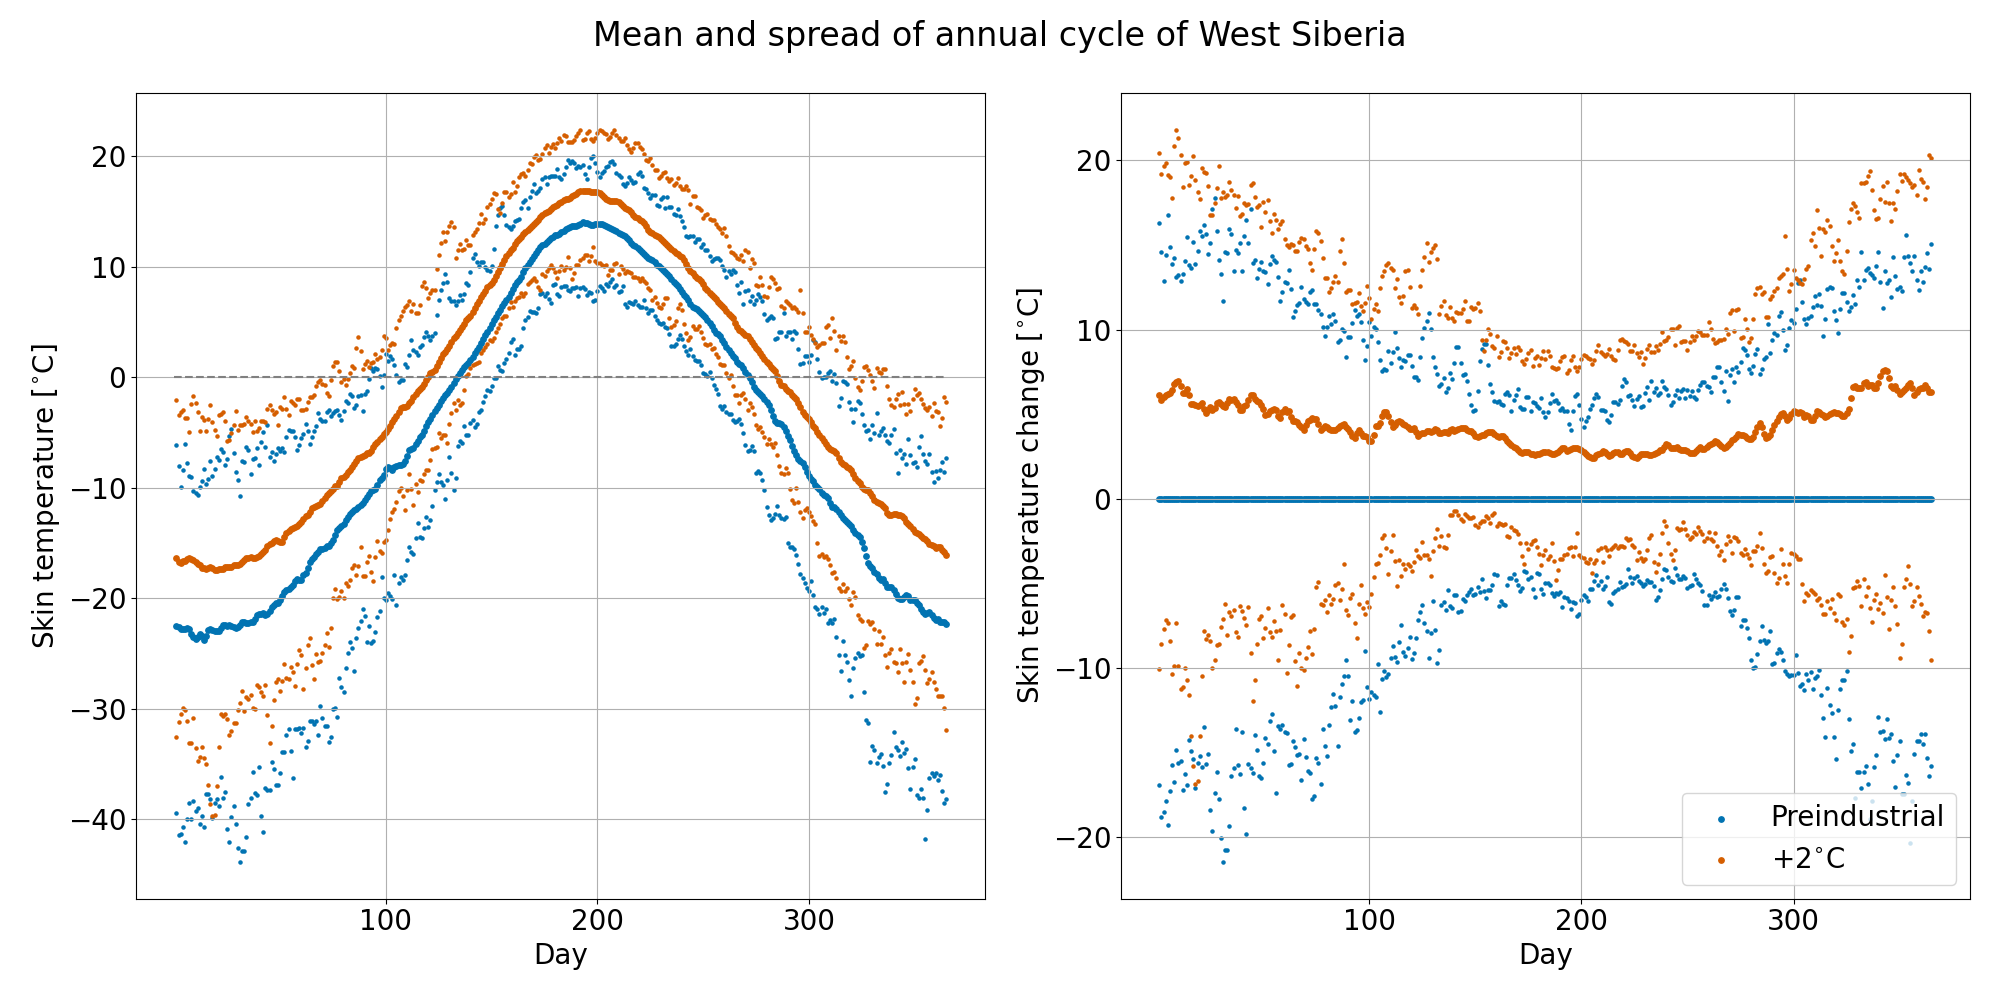 Mean and spread of annual cycle of West Siberia
Skin temperature [°C]
20
10
0
−10
−20
−30
−40
100 200 300
Day
Skin temperature change [°C]
20
10
0
−10
−20
100 200 300
Day
Preindustrial
+2°C